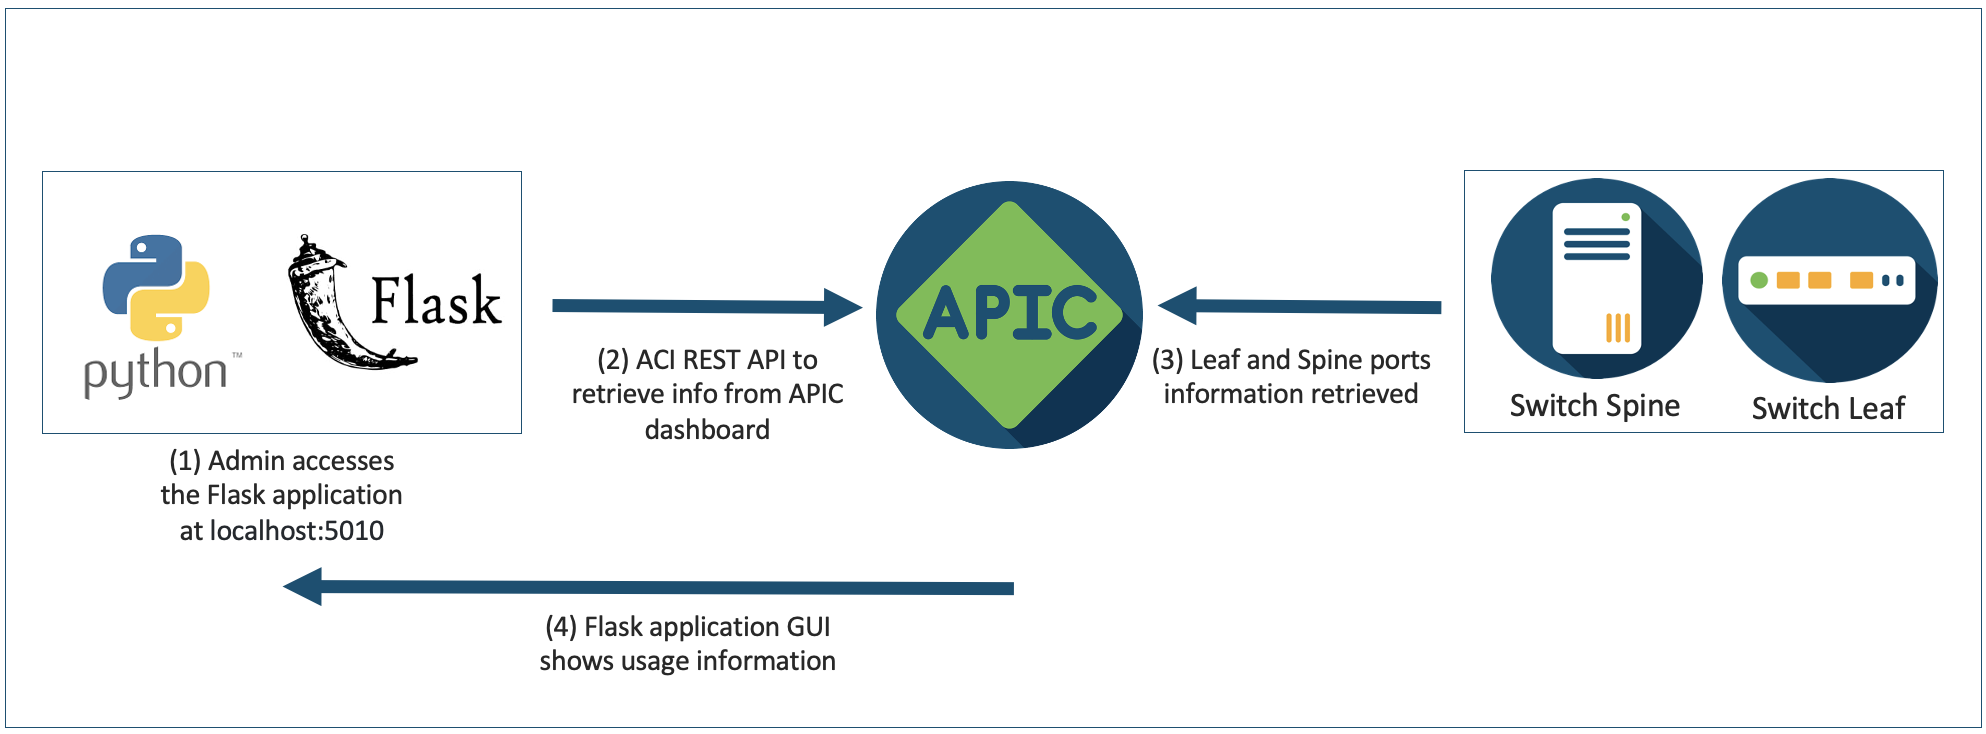 python™
Flask
(1) Admin accesses
the Flask application
at localhost:5010
(2) ACI REST API to
retrieve info from APIC
dashboard
APIC
(3) Leaf and Spine ports
information retrieved
Switch Spine
Switch Leaf
(4) Flask application GUI
shows usage information